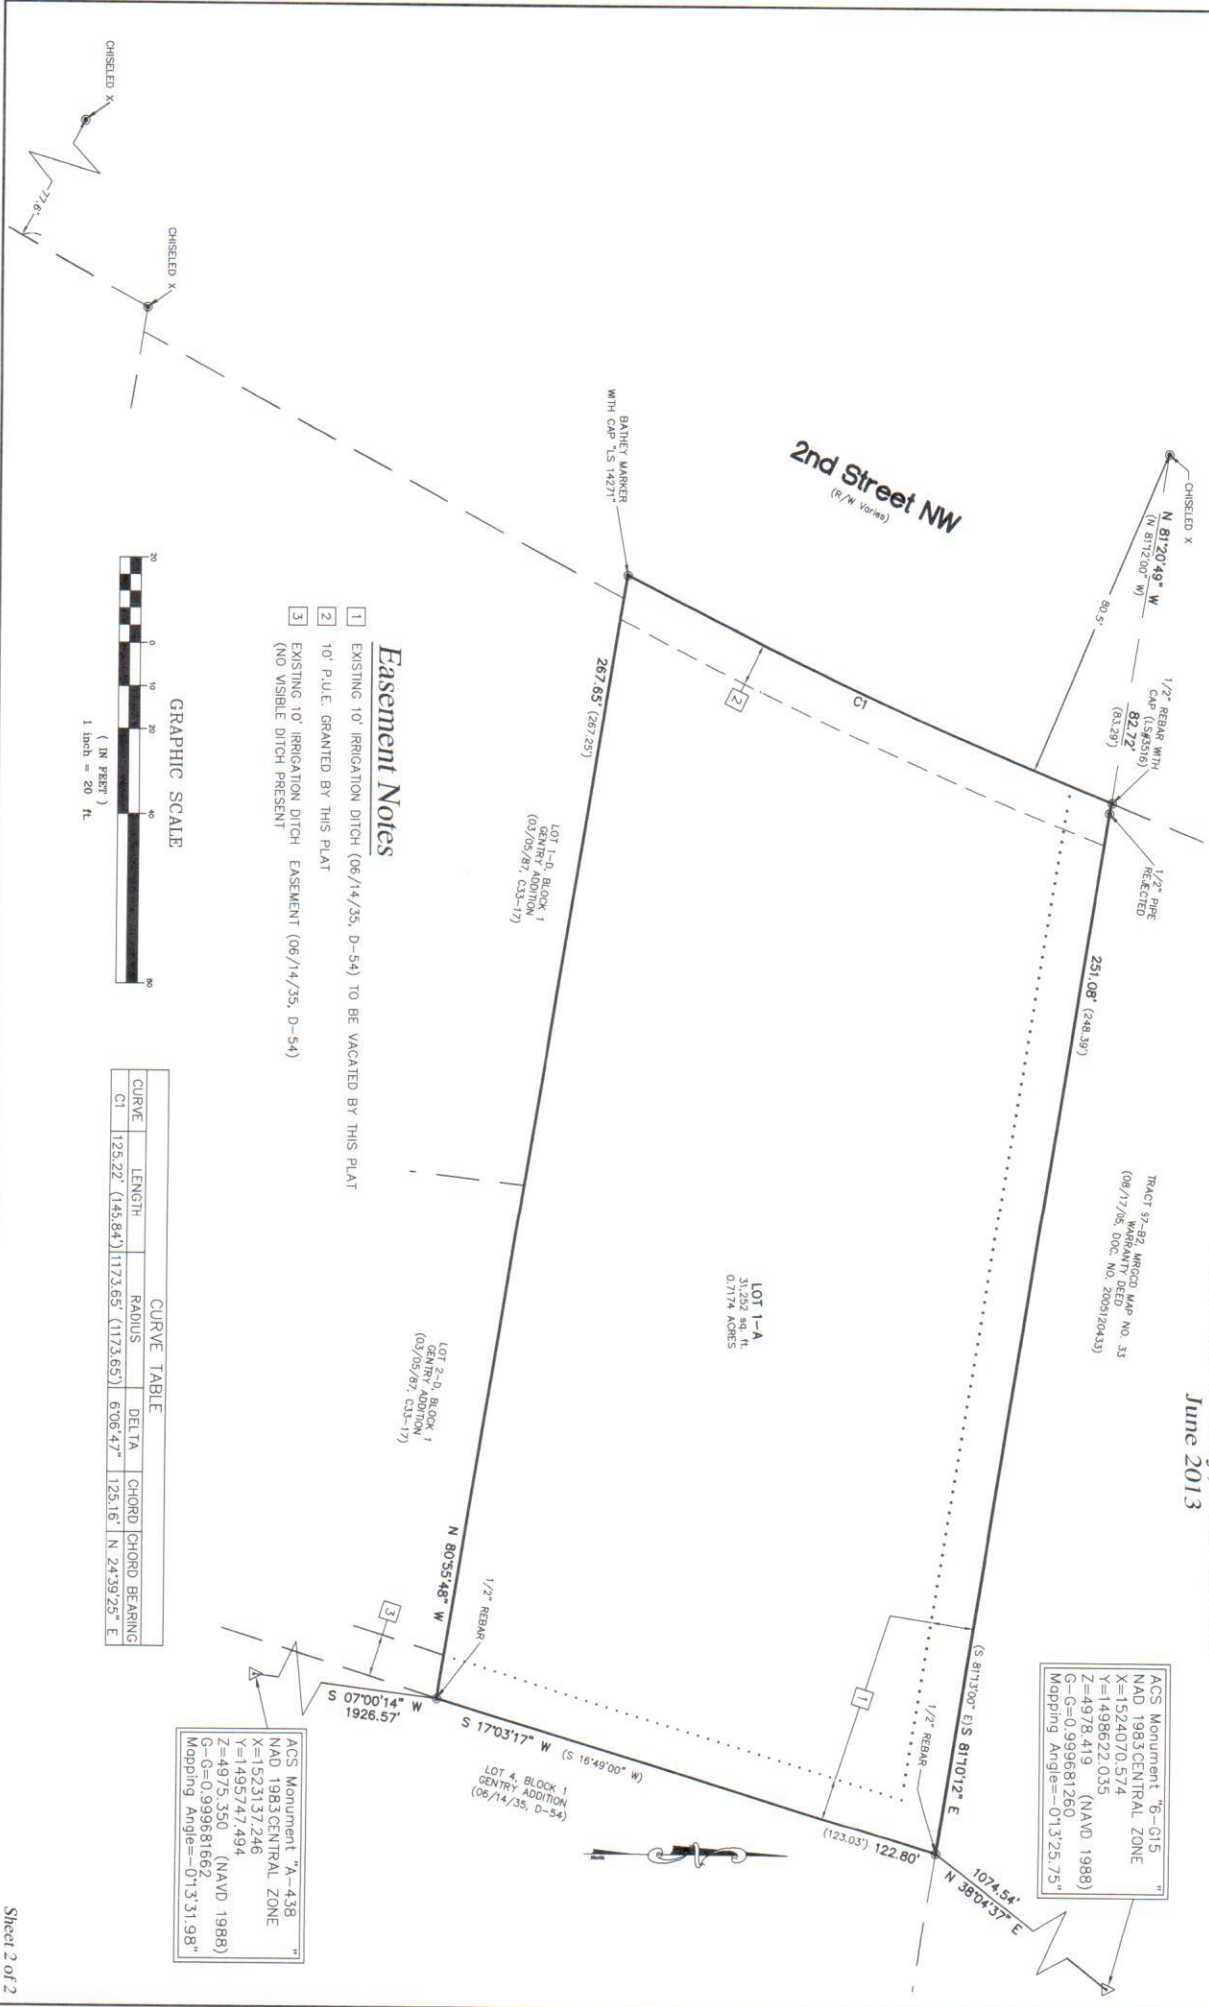 June 2013
CHISELED X
N 81°20'49" W
(N 81°12'00" W)
80.5'
1/2" REBAR WITH
CAP (LS#3516)
82.72'
(83.29')
1/2" PIPE
REJECTED
251.08' (248.39')
TRACT 97-B2, MRGCD MAP NO. 33
WARRANTY DEED
(08/17/05, DOC. NO. 2005120433)
(S 81°13'00" E)
S 81°10'12" E
1/2" REBAR
ACS Monument "6-G15 "
NAD 1983 CENTRAL ZONE
X=1524070.574
Y=1498622.035
Z=4978.419 (NAVD 1988)
G-G=0.999681260
Mapping Angle=-0°13'25.75"
1074.54'
N 38°04'37" E
2nd Street NW
(R/W Varies)
C1
2
LOT 1-A
31,252 sq. ft.
0.7174 ACRES
1
(123.03') 122.80'
North
S 17°03'17" W (S 16°49'00" W)
LOT 4, BLOCK 1
GENTRY ADDITION
(06/14/35, D-54)
BATHEY MARKER
WITH CAP "LS 14271"
267.65' (267.25')
LOT 1-D, BLOCK 1
GENTRY ADDITION
(03/05/87, C33-17)
LOT 2-D, BLOCK 1
GENTRY ADDITION
(03/05/87, C33-17)
N 80°55'48" W
1/2" REBAR
3
S 07°00'14" W
1926.57'
ACS Monument "A-438 "
NAD 1983 CENTRAL ZONE
X=1523137.246
Y=1495747.494
Z=4975.350 (NAVD 1988)
G-G=0.999681662
Mapping Angle=-0°13'31.98"
CHISELED X
CHISELED X
77.6'
Easement Notes
1 EXISTING 10' IRRIGATION DITCH (06/14/35, D-54) TO BE VACATED BY THIS PLAT
2 10' P.U.E. GRANTED BY THIS PLAT
3 EXISTING 10' IRRIGATION DITCH EASEMENT (06/14/35, D-54)
(NO VISIBLE DITCH PRESENT
GRAPHIC SCALE
20 0 10 20 40 80
( IN FEET )
1 inch = 20 ft.
CURVE TABLE
CURVE LENGTH RADIUS DELTA CHORD CHORD BEARING
C1 125.22' (145.84') 1173.65' (1173.65') 6°06'47" 125.16' N 24°39'25" E
Sheet 2 of 2